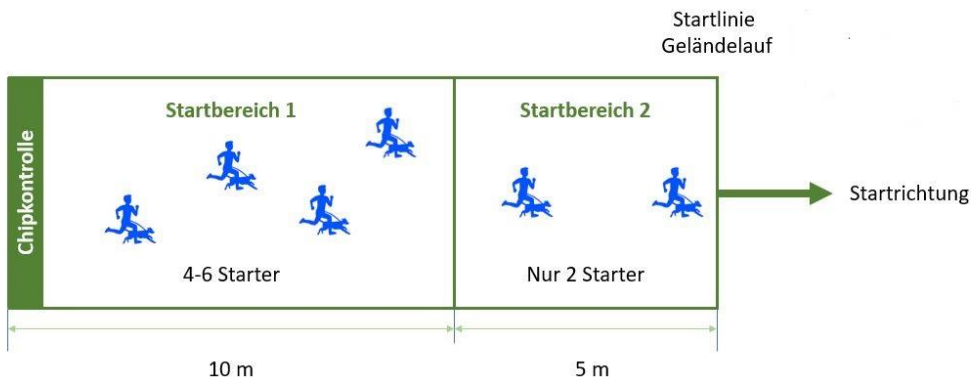 Startlinie
Geländelauf
Chipkontrolle
Startbereich 1
Startbereich 2
Startrichtung
4-6 Starter
Nur 2 Starter
10 m
5 m